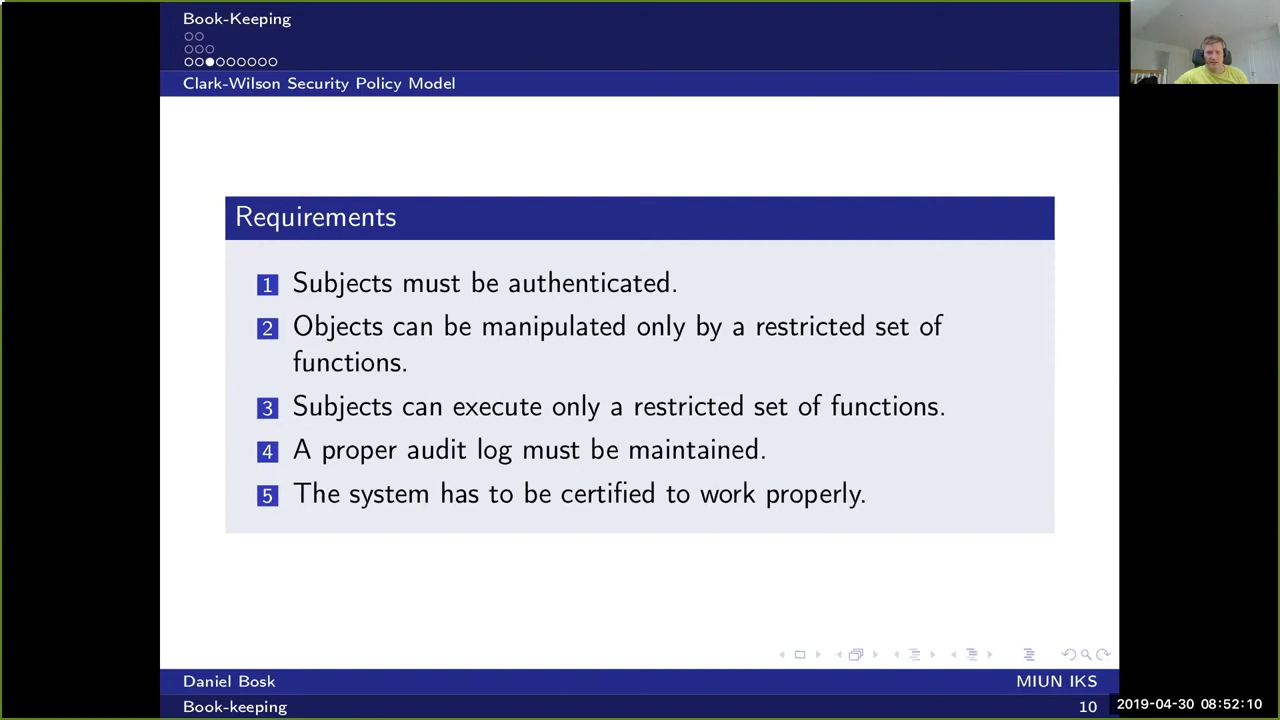 Book-Keeping
Clark-Wilson Security Policy Model
Requirements
1 Subjects must be authenticated.
2 Objects can be manipulated only by a restricted set of
functions.
3 Subjects can execute only a restricted set of functions.
4 A proper audit log must be maintained.
5 The system has to be certified to work properly.
Daniel Bosk MIUN IKS
Book-keeping 10
2019-04-30 08:52:10